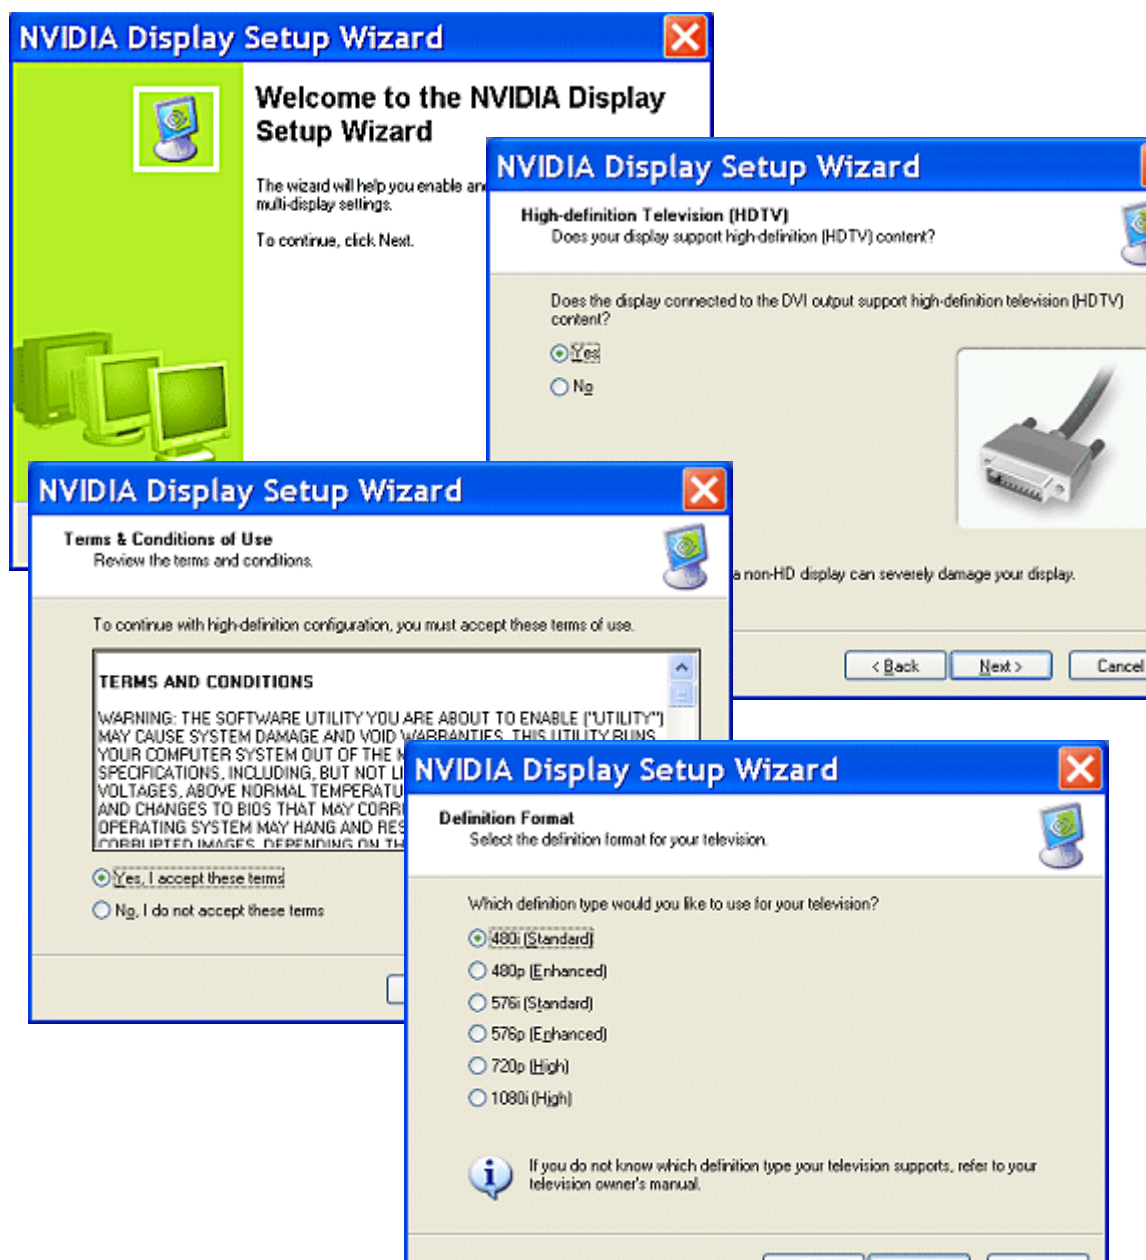 NVIDIA Display Setup Wizard
Welcome to the NVIDIA Display
Setup Wizard
The wizard will help you enable
multi-display settings.
To continue, click Next.
NVIDIA Display Setup Wizard
High-definition Television (HDTV)
Does your display support high-definition (HDTV) content?
Does the display connected to the DVI output support high-definition television (HDTV)
content?
Yes
No
a non-HD display can severely damage your display.
< Back Next > Cancel
NVIDIA Display Setup Wizard
Terms & Conditions of Use
Review the terms and conditions.
To continue with high-definition configuration, you must accept these terms of use.
TERMS AND CONDITIONS
WARNING: THE SOFTWARE UTILITY YOU ARE ABOUT TO ENABLE ("UTILITY")
MAY CAUSE SYSTEM DAMAGE AND VOID WARRANTIES. THIS UTILITY RUNS
YOUR COMPUTER SYSTEM OUT OF THE
SPECIFICATIONS, INCLUDING, BUT NOT
VOLTAGES, ABOVE NORMAL
AND CHANGES TO BIOS THAT MAY
OPERATING SYSTEM MAY HANG AND
CORRUPTED IMAGES. DEPENDING ON
Yes, I accept these terms
No, I do not accept these terms
NVIDIA Display Setup Wizard
Definition Format
Select the definition format for your television.
Which definition type would you like to use for your television?
480i (Standard)
480p (Enhanced)
576i (Standard)
576p (Enhanced)
720p (High)
1080i (High)
If you do not know which definition type your television supports, refer to your
television owner's manual.